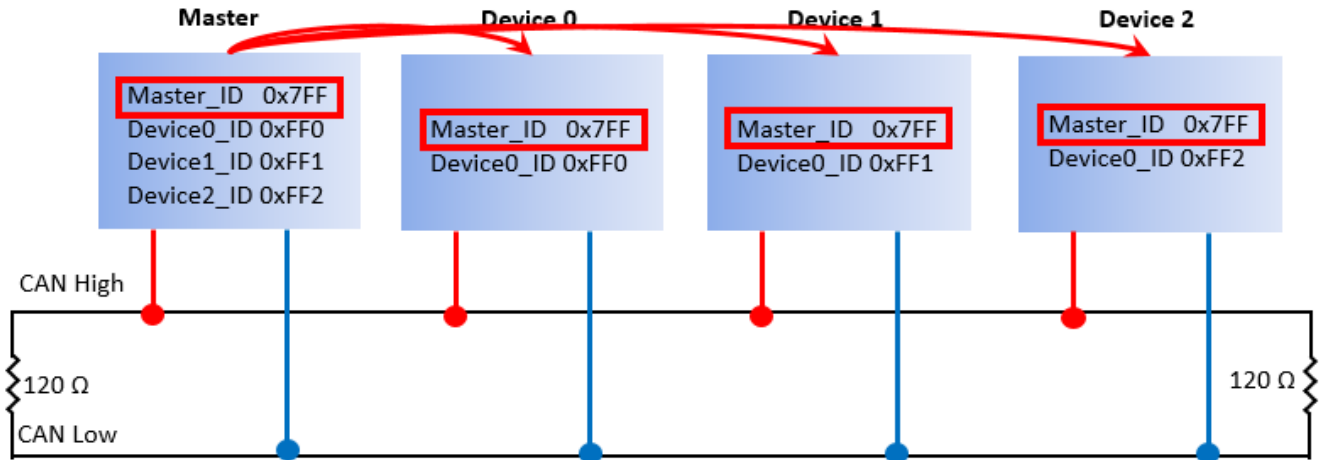 Master
Device 0
Device 1
Device 2
Master_ID 0x7FF
Device0_ID 0xFF0
Device1_ID 0xFF1
Device2_ID 0xFF2
Master_ID 0x7FF
Device0_ID 0xFF0
Master_ID 0x7FF
Device0_ID 0xFF1
Master_ID 0x7FF
Device0_ID 0xFF2
CAN High
120 Ω
120 Ω
CAN Low